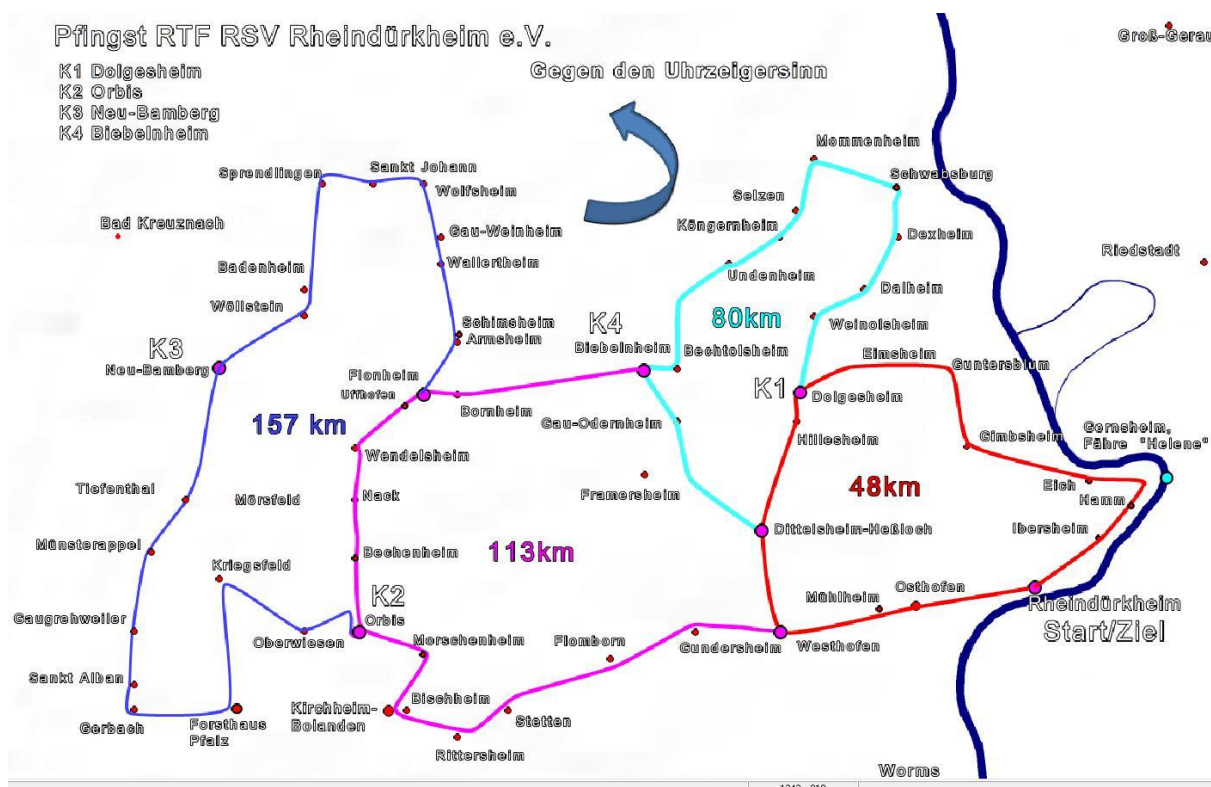 Pfingst RTF RSV Rheindürkheim e.V.
K1 Dolgesheim
K2 Orbis
K3 Neu-Bamberg
K4 Biebelnheim
Gegen den Uhrzeigersinn
Groß-Gerau
Mommenheim
Sprendlingen
Sankt Johann
Wolfsheim
Schwabsburg
Selzen
Bad Kreuznach
Gau-Weinheim
Köngernheim
Dexheim
Riedstadt
Badenheim
Wallertheim
Undenheim
Dalheim
Wöllstein
Schimsheim
Armsheim
K4
80km
Weinolsheim
K3
Neu-Bamberg
Biebelnheim
Bechtolsheim
Eimsheim
Guntersblum
Flonheim
Uffhofen
Bornheim
K1
Dolgesheim
157 km
Gau-Odernheim
Hillesheim
Gimbsheim
Gernsheim,
Fähre "Helene"
Wendelsheim
Tiefenthal
Mörsfeld
Nack
Framersheim
48km
Eich
Hamm
Münsterappel
Bechenheim
113km
Dittelsheim-Heßloch
Ibersheim
Kriegsfeld
K2
Orbis
Mühlheim
Osthofen
Rheindürkheim
Start/Ziel
Gaugrehweiler
Oberwiesen
Morschenheim
Flomborn
Gundersheim
Westhofen
Sankt Alban
Gerbach
Forsthaus
Pfalz
Kirchheim-
Bolanden
Bischheim
Stetten
Rittersheim
Worms